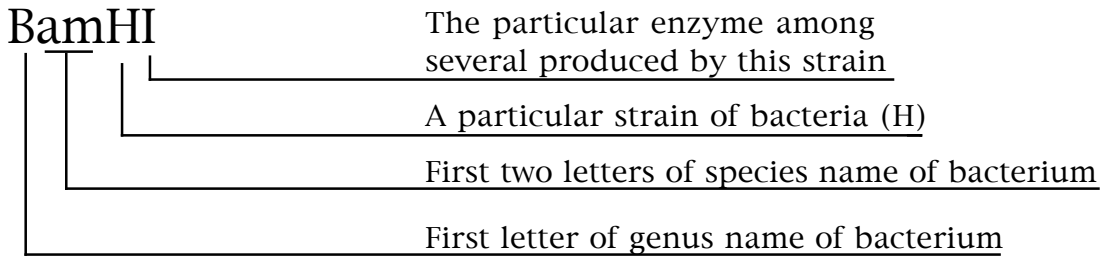 BamHI
The particular enzyme among
several produced by this strain
A particular strain of bacteria (H)
First two letters of species name of bacterium
First letter of genus name of bacterium